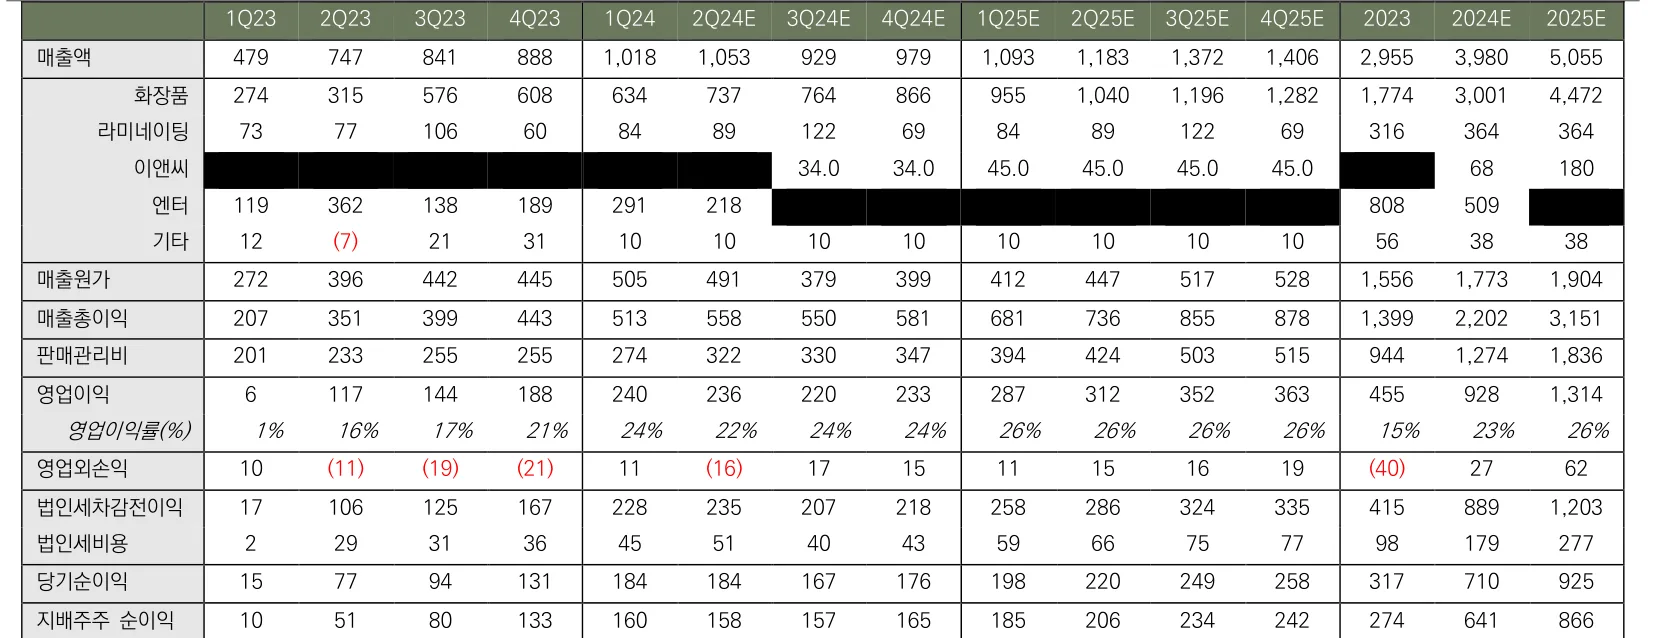 1Q23 2Q23 3Q23 4Q23 1Q24 2Q24E 3Q24E 4Q24E 1Q25E 2Q25E 3Q25E 4Q25E 2023 2024E 2025E
매출액 479 747 841 888 1,018 1,053 929 979 1,093 1,183 1,372 1,406 2,955 3,980 5,055
화장품 274 315 576 608 634 737 764 866 955 1,040 1,196 1,282 1,774 3,001 4,472
라미네이팅 73 77 106 60 84 89 122 69 84 89 122 69 316 364 364
이앤씨 34.0 34.0 45.0 45.0 45.0 45.0 68 180
엔터 119 362 138 189 291 218 808 509
기타 12 (7) 21 31 10 10 10 10 10 10 10 10 56 38 38
매출원가 272 396 442 445 505 491 379 399 412 447 517 528 1,556 1,773 1,904
매출총이익 207 351 399 443 513 558 550 581 681 736 855 878 1,399 2,202 3,151
판매관리비 201 233 255 255 274 322 330 347 394 424 503 515 944 1,274 1,836
영업이익 6 117 144 188 240 236 220 233 287 312 352 363 455 928 1,314
영업이익률(%) 1% 16% 17% 21% 24% 22% 24% 24% 26% 26% 26% 26% 15% 23% 26%
영업외손익 10 (11) (19) (21) 11 (16) 17 15 11 15 16 19 (40) 27 62
법인세차감전이익 17 106 125 167 228 235 207 218 258 286 324 335 415 889 1,203
법인세비용 2 29 31 36 45 51 40 43 59 66 75 77 98 179 277
당기순이익 15 77 94 131 184 184 167 176 198 220 249 258 317 710 925
지배주주 순이익 10 51 80 133 160 158 157 165 185 206 234 242 274 641 866